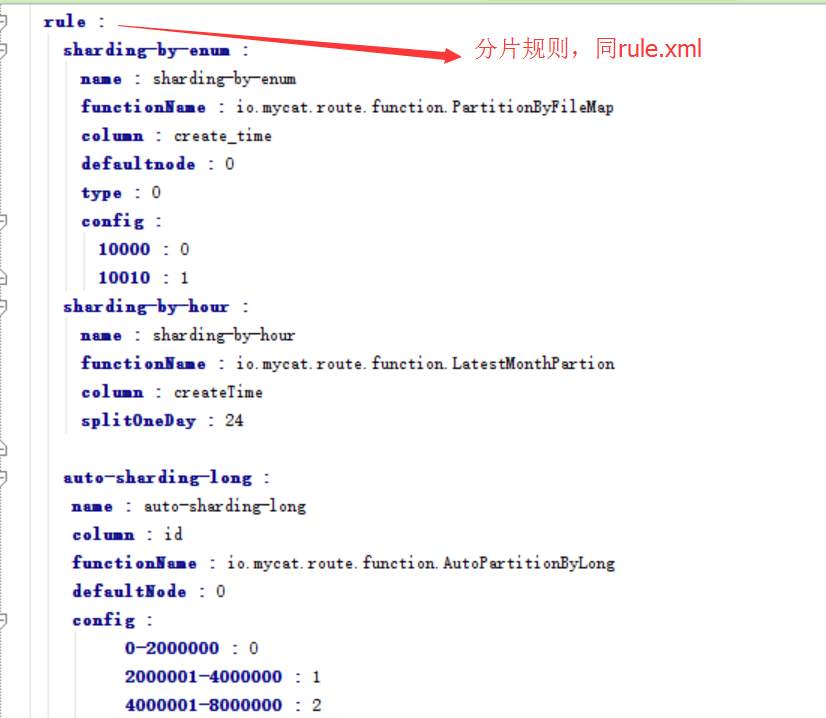 rule :
分片规则，同rule.xml
sharding-by-enum :
name : sharding-by-enum
functionName : io.mycat.route.function.PartitionByFileMap
column : create_time
defaultnode : 0
type : 0
config :
10000 : 0
10010 : 1
sharding-by-hour :
name : sharding-by-hour
functionName : io.mycat.route.function.LatestMonthPartion
column : createTime
splitOneDay : 24
auto-sharding-long :
name : auto-sharding-long
column : id
functionName : io.mycat.route.function.AutoPartitionByLong
defaultNode : 0
config :
0-2000000 : 0
2000001-4000000 : 1
4000001-8000000 : 2